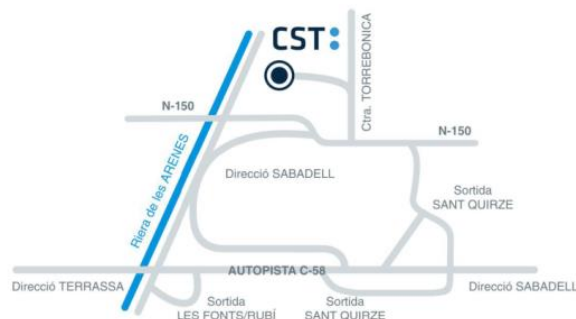 CST:
Ctra. TORREBONICA
N-150
N-150
Riera de les ARENES
Direcció SABADELL
Sortida
SANT QUIRZE
AUTOPISTA C-58
Direcció TERRASSA
Sortida
LES FONTS/RUBÍ
Sortida
SANT QUIRZE
Direcció SABADELL